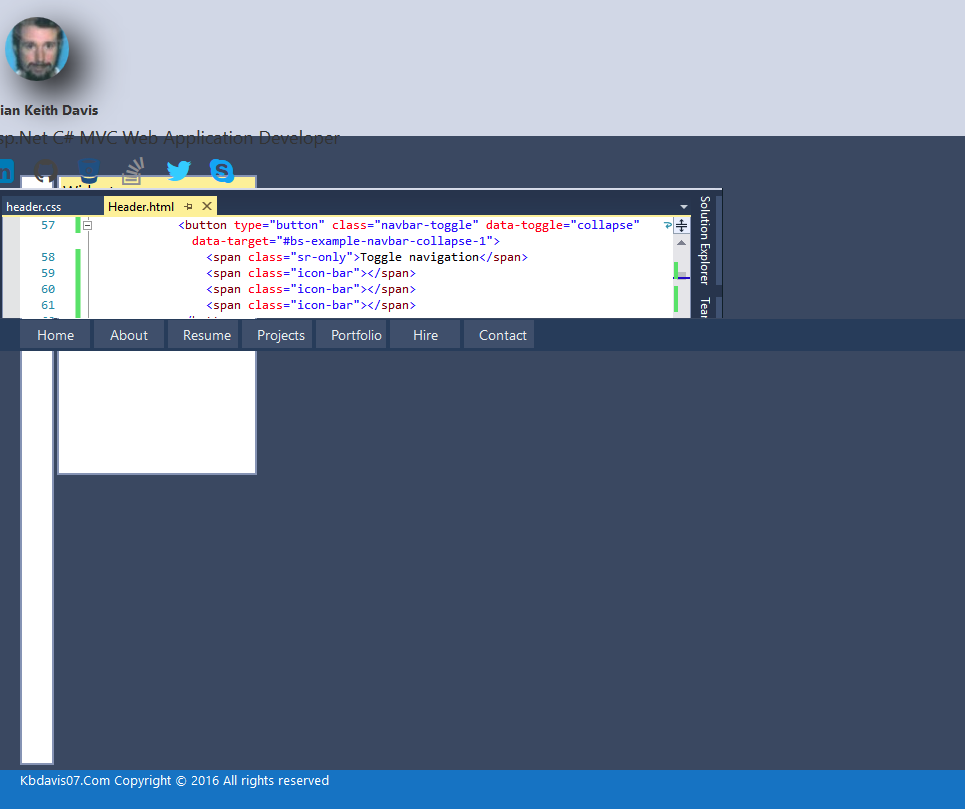 ian Keith Davis
sp.Net C# MVC Web Application Developer
in
S
header.css Header.html
57 <button type="button" class="navbar-toggle" data-toggle="collapse"
data-target="#bs-example-navbar-collapse-1">
58 <span class="sr-only">Toggle navigation</span>
59 <span class="icon-bar"></span>
60 <span class="icon-bar"></span>
61 <span class="icon-bar"></span>
Solution Explorer
Home About Resume Projects Portfolio Hire Contact
Kbdavis07.Com Copyright © 2016 All rights reserved